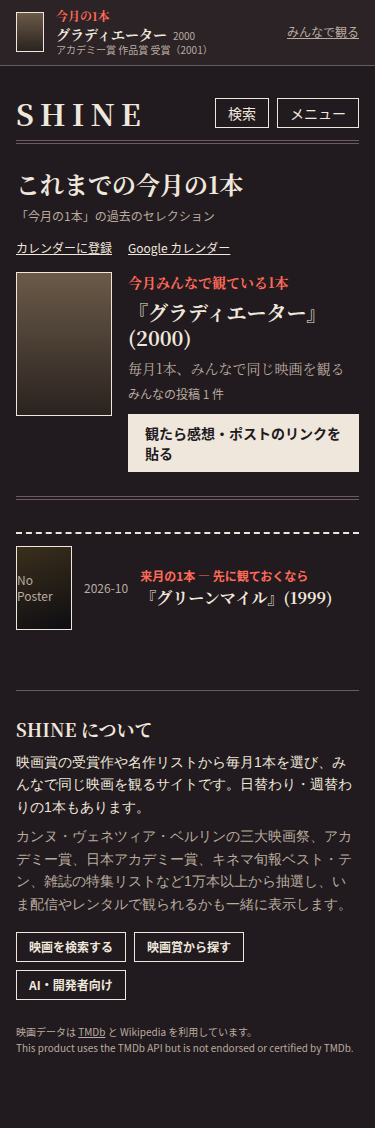 今月の1本
グラディエーター 2000
アカデミー賞 作品賞 受賞（2001）
みんなで観る
SHINE
検索
メニュー
これまでの今月の1本
「今月の1本」の過去のセレクション
カレンダーに登録 Google カレンダー
今月みんなで観ている1本
『グラディエーター』
(2000)
毎月1本、みんなで同じ映画を観る
みんなの投稿 1 件
観たら感想・ポストのリンクを
貼る
No
Poster
2026-10
来月の1本 — 先に観ておくなら
『グリーンマイル』(1999)
SHINE について
映画賞の受賞作や名作リストから毎月1本を選び、み
んなで同じ映画を観るサイトです。日替わり・週替わ
りの1本もあります。
カンヌ・ヴェネツィア・ベルリンの三大映画祭、アカ
デミー賞、日本アカデミー賞、キネマ旬報ベスト・テ
ン、雑誌の特集リストなど1万本以上から抽選し、い
ま配信やレンタルで観られるかも一緒に表示します。
映画を検索する
映画賞から探す
AI・開発者向け
映画データは TMDb と Wikipedia を利用しています。
This product uses the TMDb API but is not endorsed or certified by TMDb.